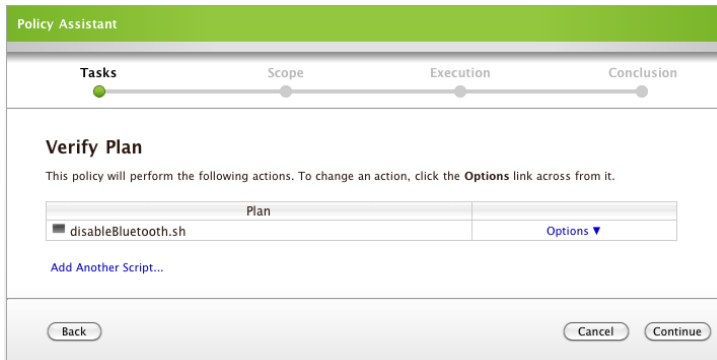 Policy Assistant
Tasks Scope Execution Conclusion
Verify Plan
This policy will perform the following actions. To change an action, click the Options link across from it.
Plan
disableBluetooth.sh Options ▼
Add Another Script...
Back Cancel Continue